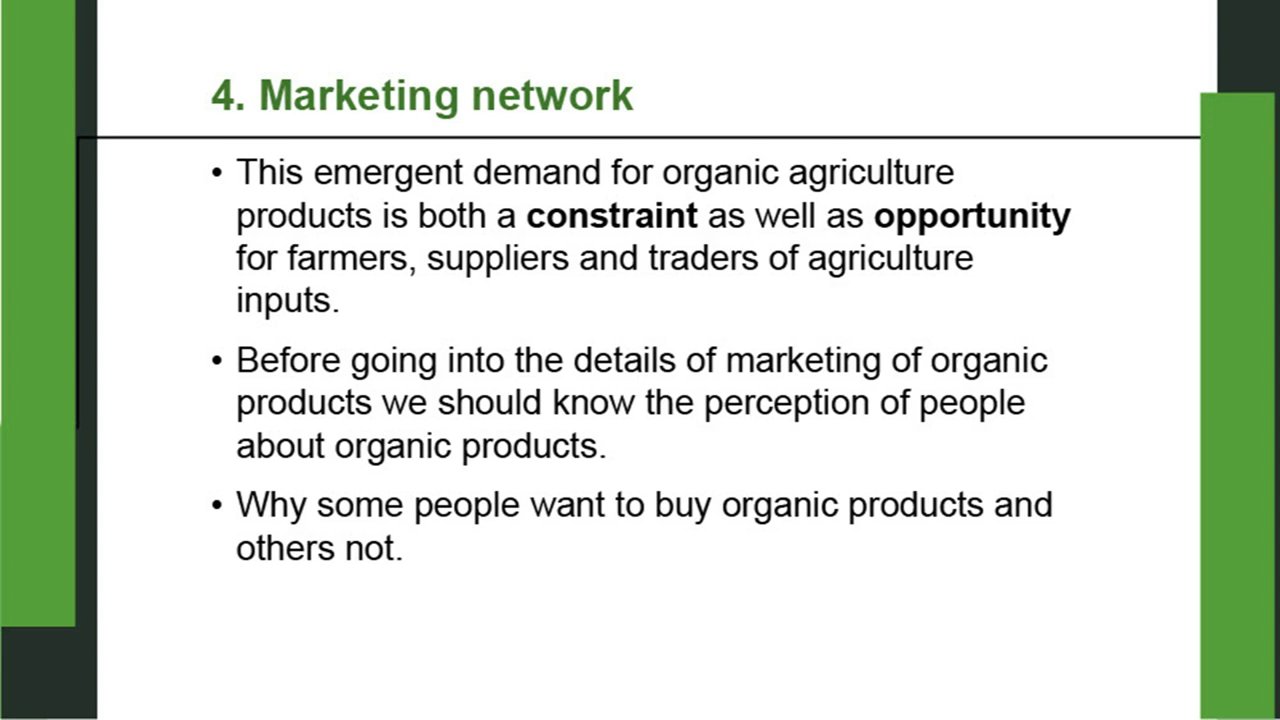 4. Marketing network
• This emergent demand for organic agriculture
products is both a constraint as well as opportunity
for farmers, suppliers and traders of agriculture
inputs.
• Before going into the details of marketing of organic
products we should know the perception of people
about organic products.
• Why some people want to buy organic products and
others not.